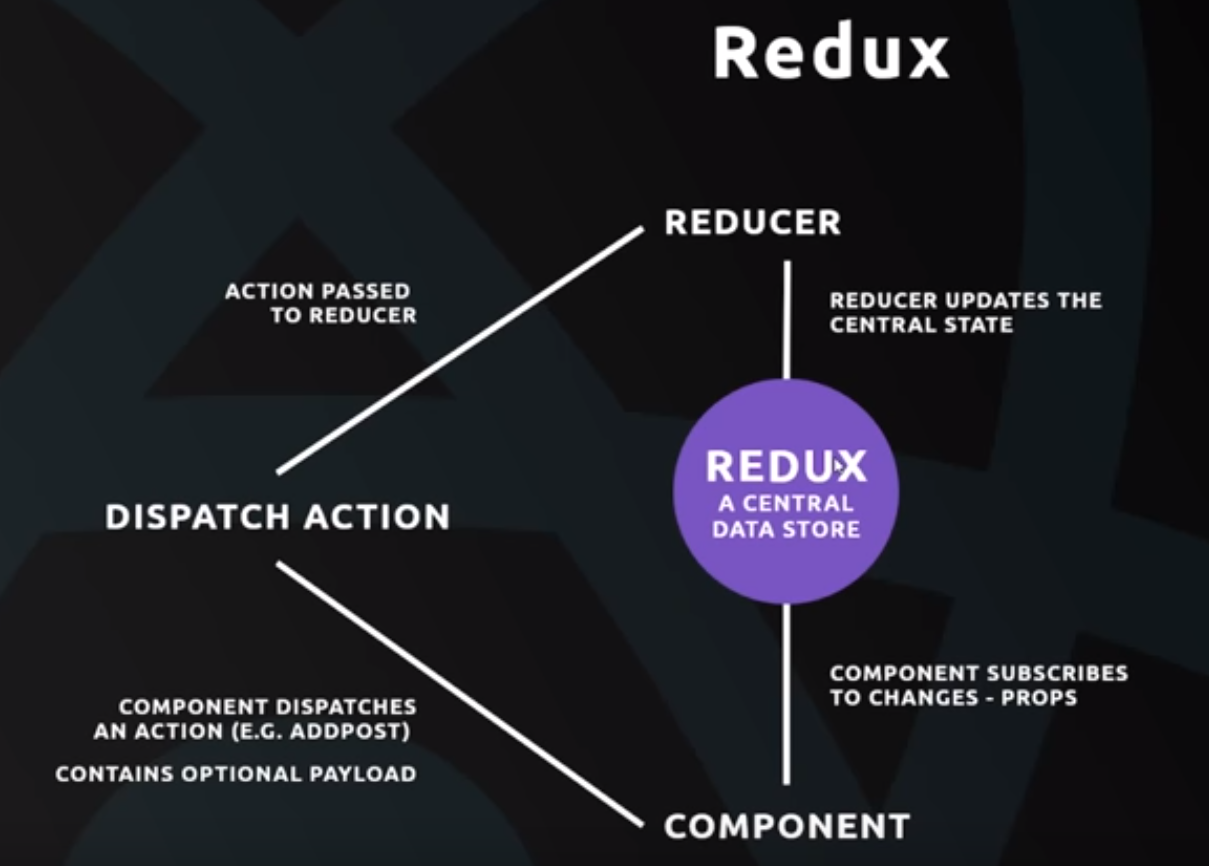 Redux
REDUCER
ACTION PASSED
TO REDUCER
REDUCER UPDATES THE
CENTRAL STATE
REDUX
A CENTRAL
DATA STORE
DISPATCH ACTION
COMPONENT SUBSCRIBES
TO CHANGES - PROPS
COMPONENT DISPATCHES
AN ACTION (E.G. ADDPOST)
CONTAINS OPTIONAL PAYLOAD
COMPONENT